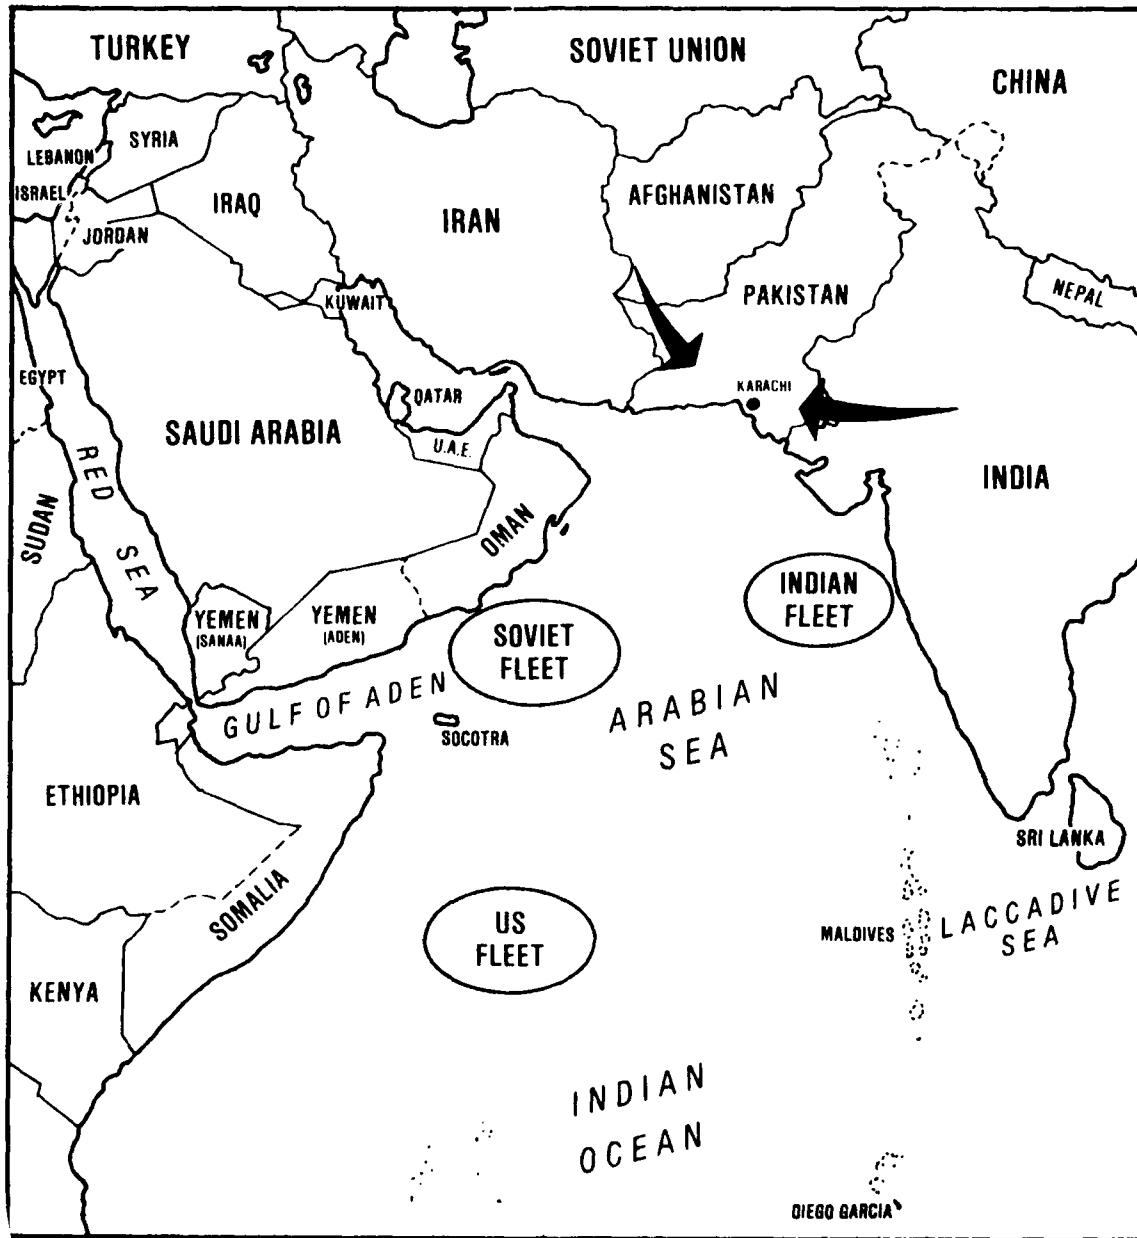 TURKEY
SOVIET UNION
CHINA
SYRIA
LEBANON
ISRAEL
IRAQ
IRAN
AFGHANISTAN
JORDAN
KUWAIT
PAKISTAN
NEPAL
EGYPT
QATAR
KARACHI
SAUDI ARABIA
U.A.E.
INDIA
RED
SEA
SUDAN
OMAN
YEMEN
(SANAA)
YEMEN
(ADEN)
SOVIET
FLEET
INDIAN
FLEET
GULF OF ADEN
SOCOTRA
ARABIAN
SEA
ETHIOPIA
SRI LANKA
SOMALIA
US
FLEET
MALDIVES
LACCADIVE
SEA
KENYA
INDIAN
OCEAN
DIEGO GARCIA